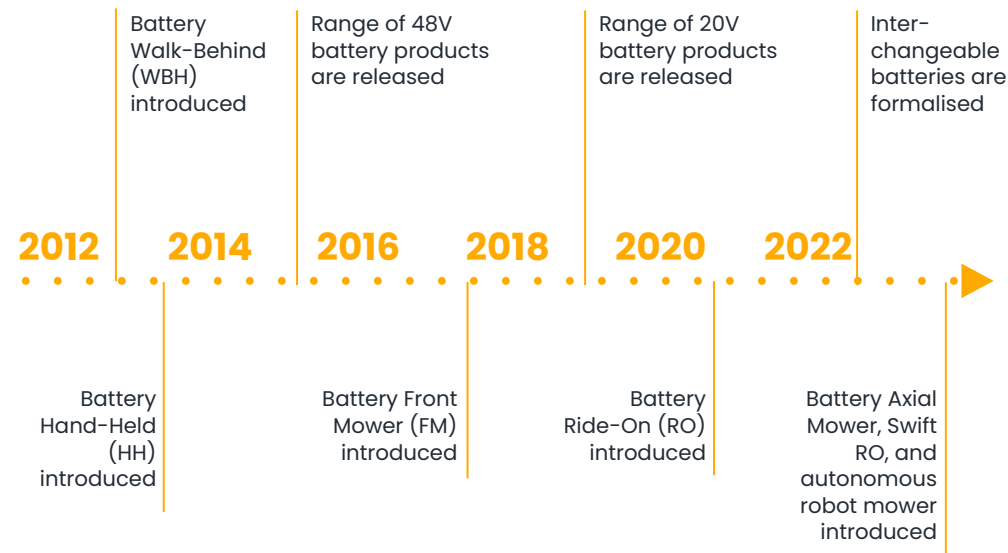 Battery
Walk-Behind
(WBH)
introduced
Range of 48V
battery products
are released
Range of 20V
battery products
are released
Inter-
changeable
batteries are
formalised
2012
2014
2016
2018
2020
2022
Battery
Hand-Held
(HH)
introduced
Battery Front
Mower (FM)
introduced
Battery
Ride-On (RO)
introduced
Battery Axial
Mower, Swift
RO, and
autonomous
robot mower
introduced